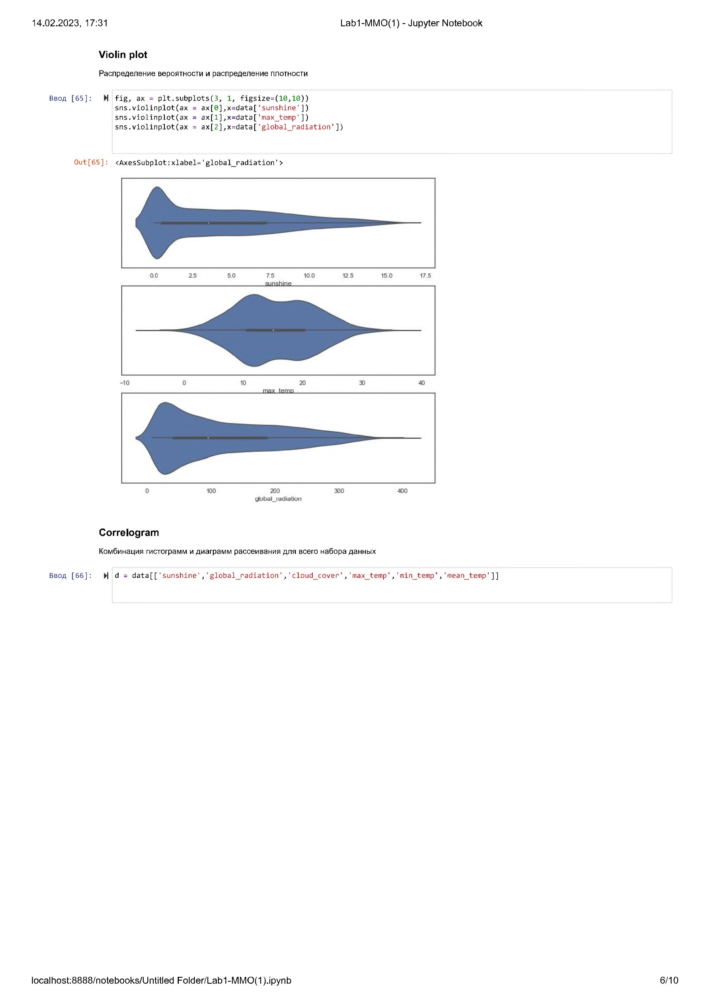 14.02.2023, 17:31 Lab1-MMO(1) - Jupyter Notebook
Violin plot
Распределение вероятности и распределение плотности
Ввод [65]: fig, ax = plt.subplots(3, 1, figsize=(10,10))
sns.violinplot(ax = ax[0],x=data['sunshine'])
sns.violinplot(ax = ax[1],x=data['max_temp'])
sns.violinplot(ax = ax[2],x=data['global_radiation'])
Out[65]: <AxesSubplot:xlabel='global_radiation'>
0.0 2.5 5.0 7.5 10.0 12.5 15.0 17.5
sunshine
−10 0 10 20 30 40
max_temp
0 100 200 300 400
global_radiation
Correlogram
Комбинация гистограмм и диаграмм рассеивания для всего набора данных
Ввод [66]: d = data[['sunshine','global_radiation','cloud_cover','max_temp','min_temp','mean_temp']]
localhost:8888/notebooks/Untitled Folder/Lab1-MMO(1).ipynb 6/10